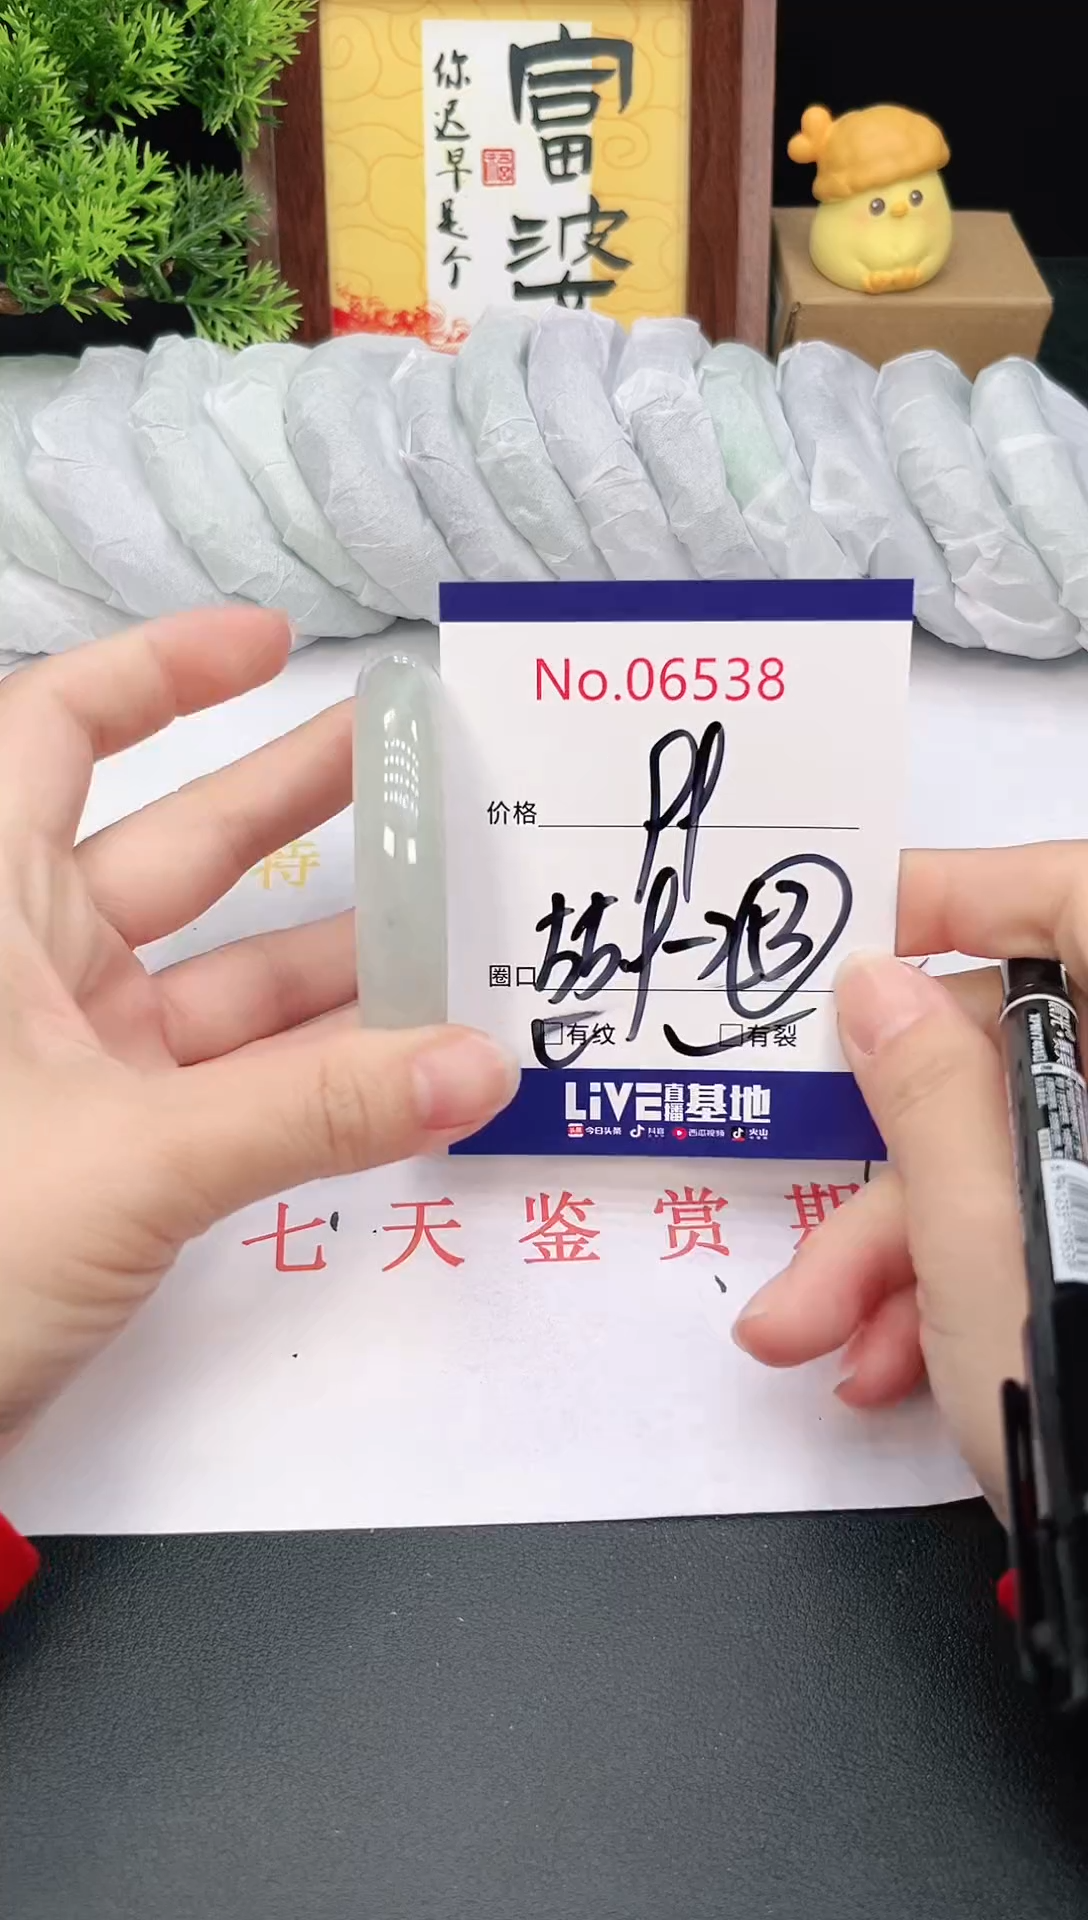 你迟早是个
富婆
No.06538
价格
圈口
□有纹 □有裂
LiVE直播基地
今日头条 抖音 西瓜视频 火山
待
七天鉴赏期